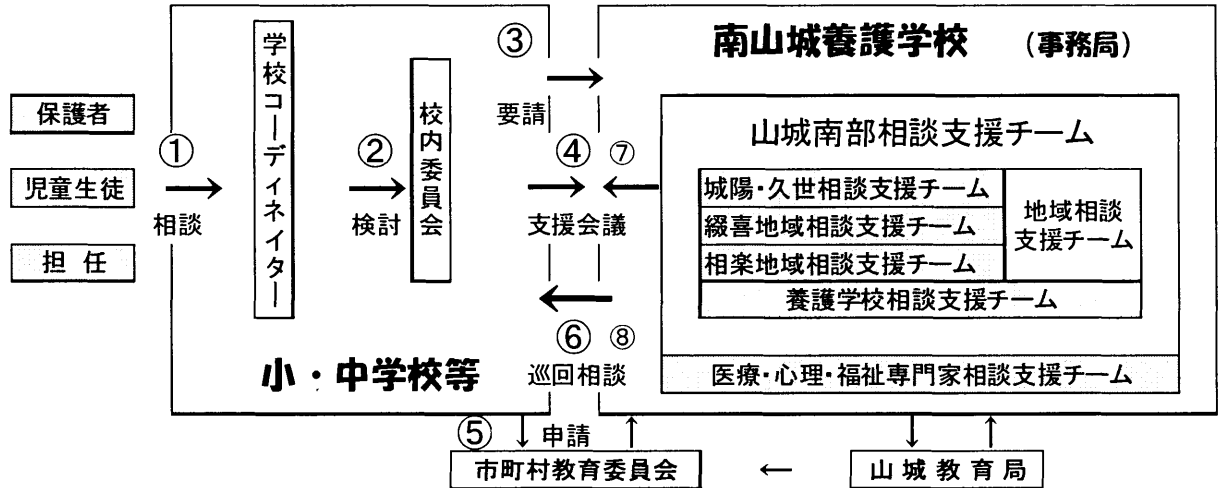 保護者
児童生徒
担任
①
相談
学校コーディネイター
②
検討
校内委員会
③
要請
④
⑦
支援会議
⑥
⑧
巡回相談
小・中学校等
南山城養護学校 (事務局)
山城南部相談支援チーム
城陽・久世相談支援チーム
綴喜地域相談支援チーム
相楽地域相談支援チーム
地域相談
支援チーム
養護学校相談支援チーム
医療・心理・福祉専門家相談支援チーム
⑤
申請
市町村教育委員会
山城教育局